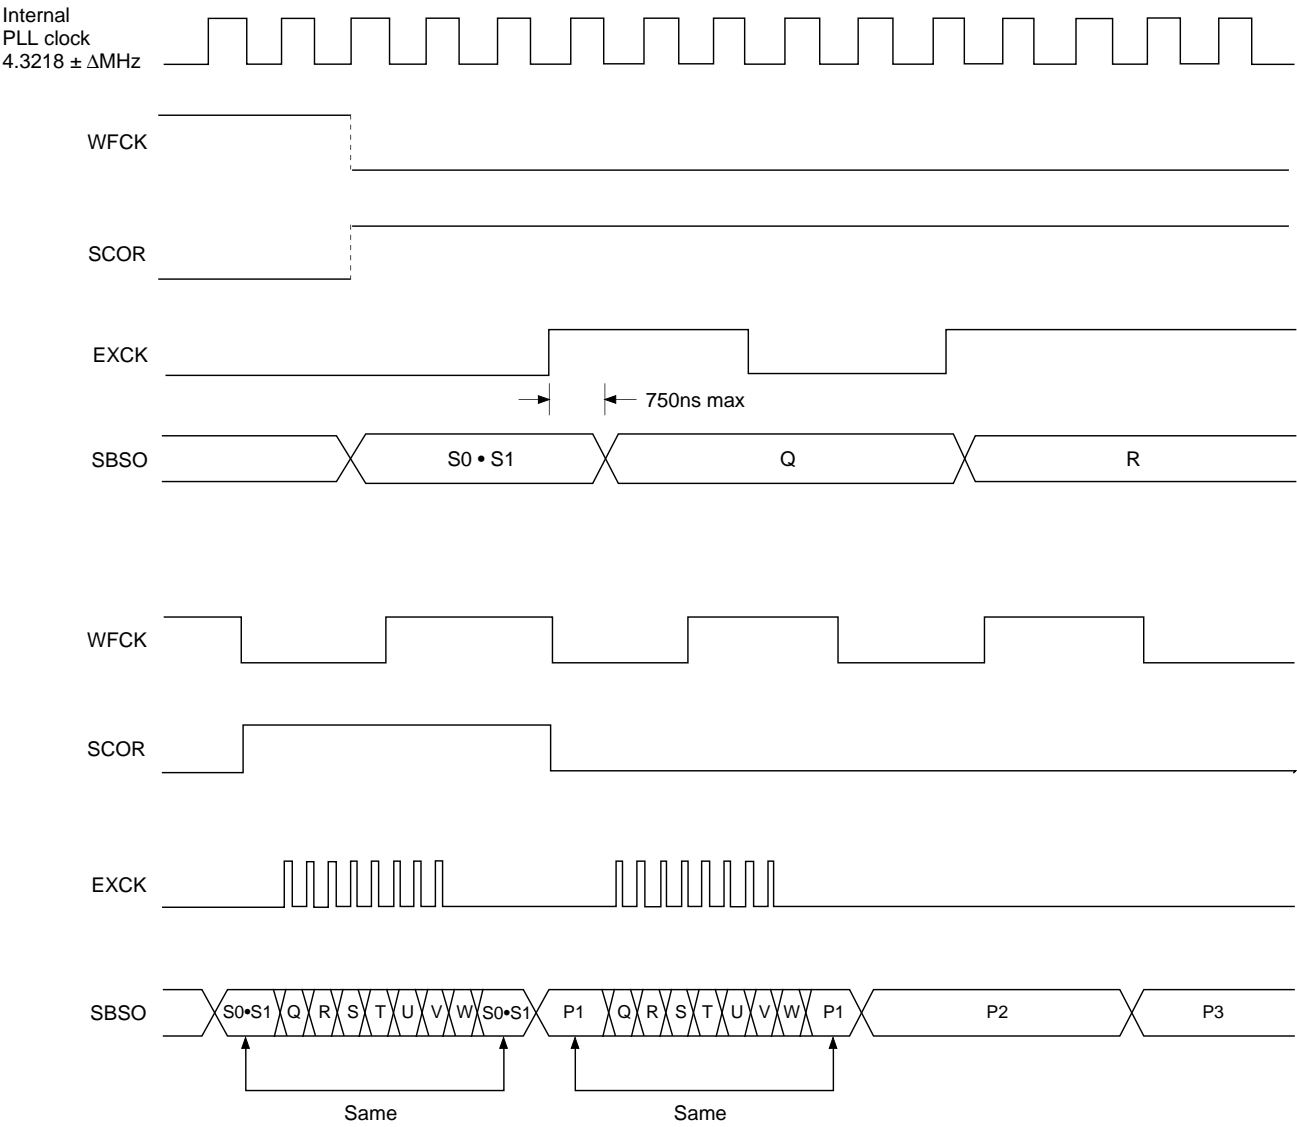 Internal
PLL clock
4.3218 ± ΔMHz
WFCK
SCOR
EXCK
750ns max
SBSO
S0 • S1
Q
R
WFCK
SCOR
EXCK
SBSO
S0•S1 Q R S T U V W S0•S1 P1 Q R S T U V W P1 P2 P3
Same
Same